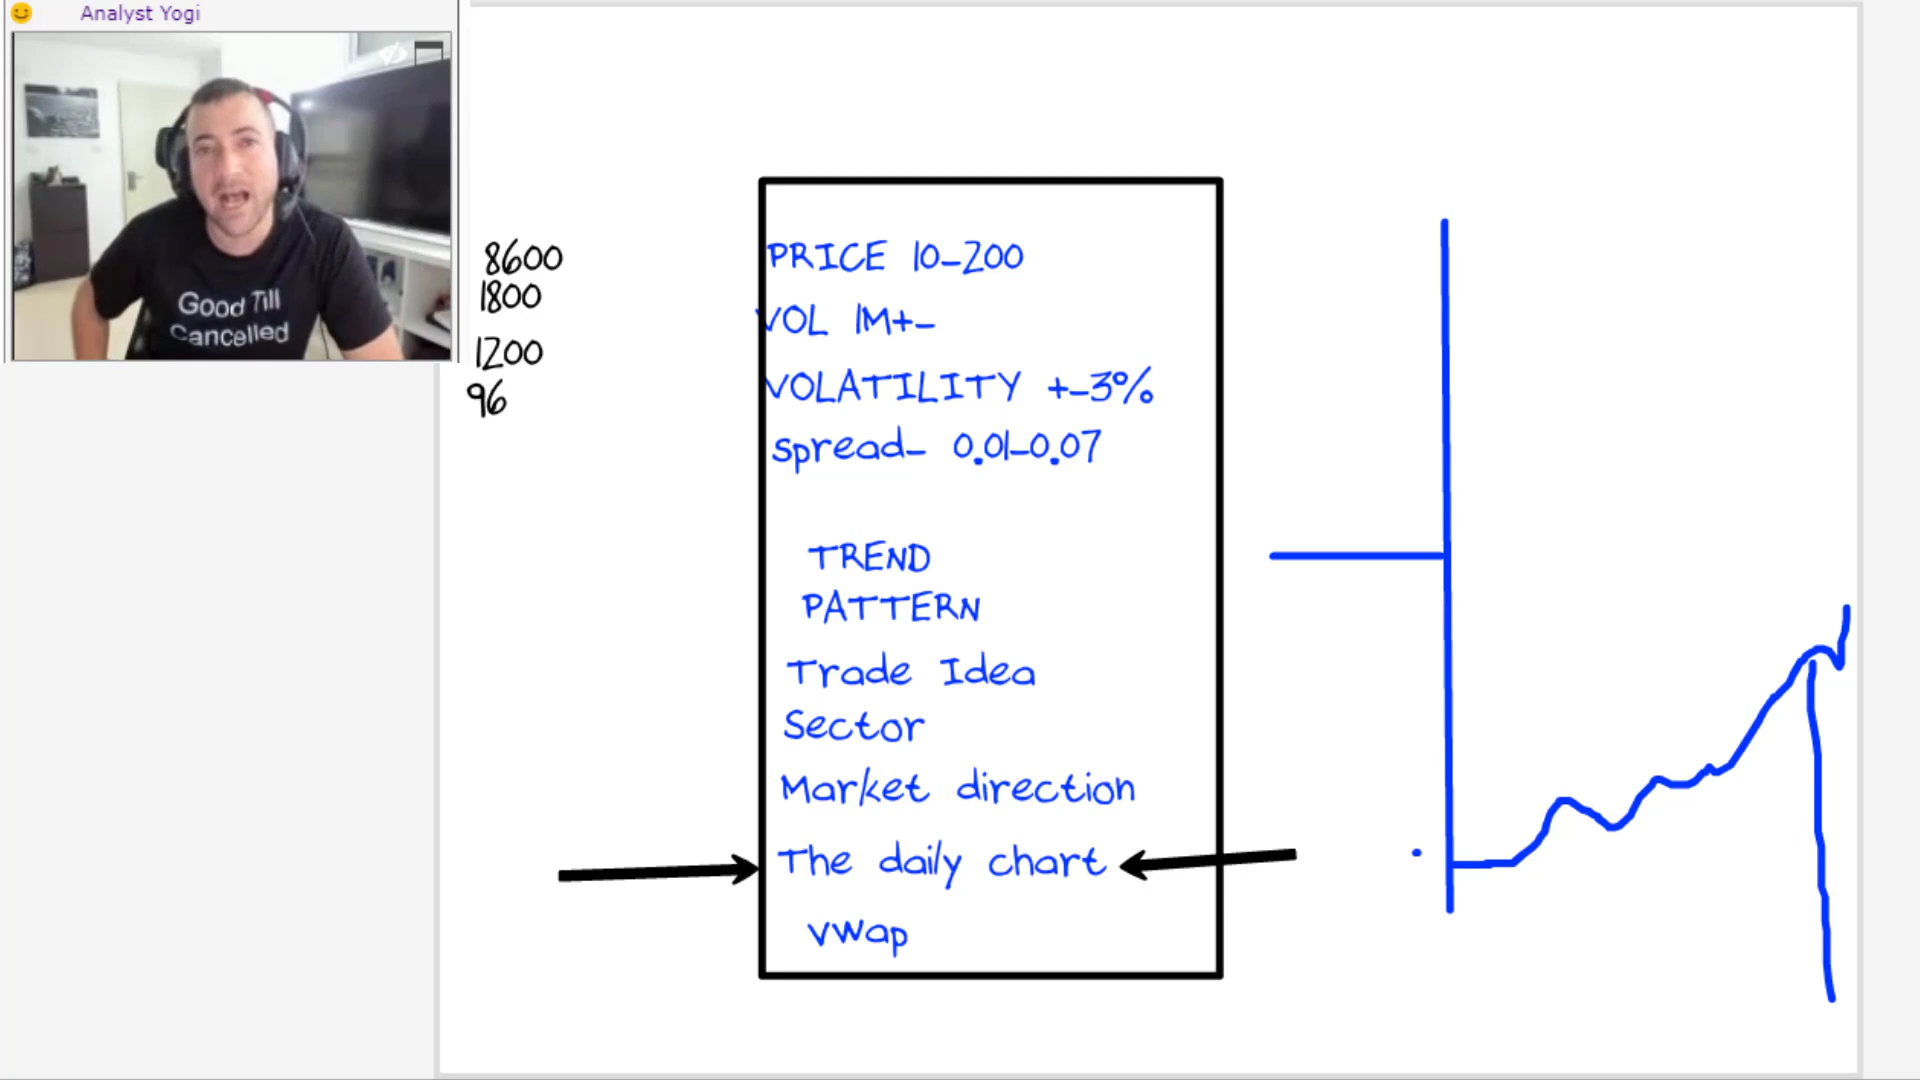 Analyst Yogi
Good Till
Cancelled
8600
1800
1200
96
PRICE 10-200
VOL 1M+-
VOLATILITY +-3%
spread- 0.01-0.07
TREND
PATTERN
Trade Idea
Sector
Market direction
The daily chart
vwap